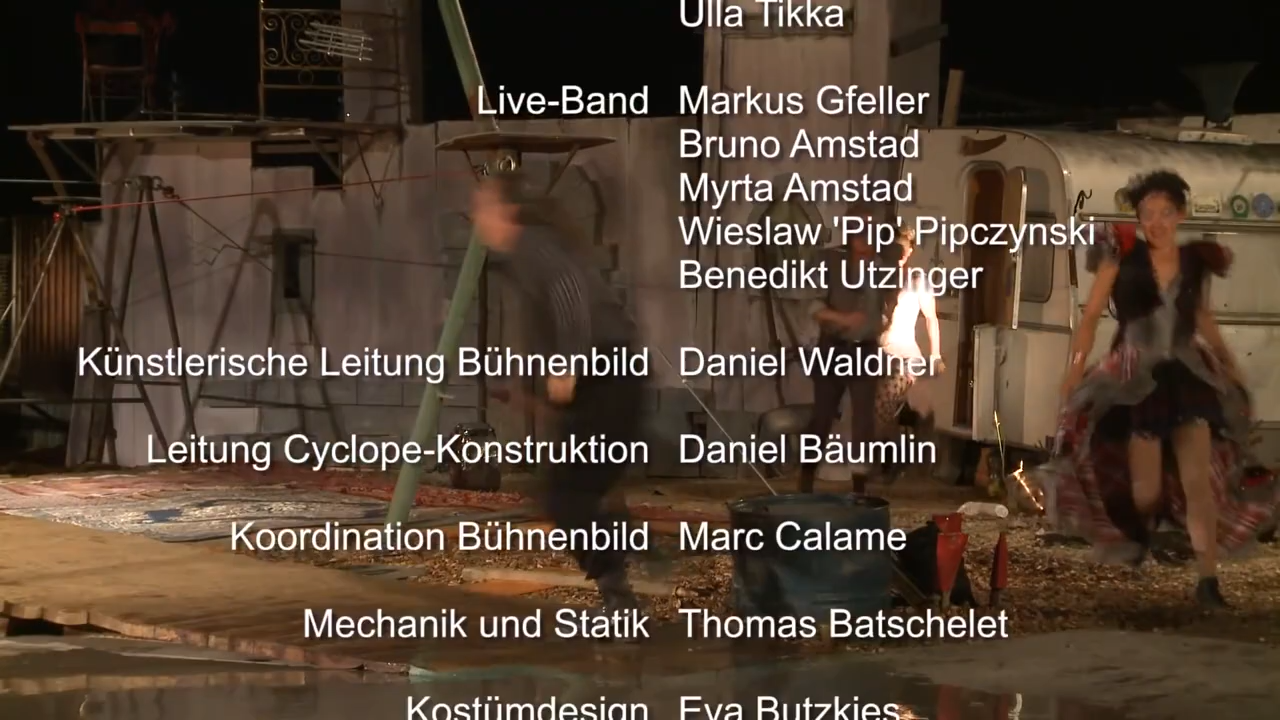 Ulla Tikka
Live-Band Markus Gfeller
Bruno Amstad
Myrta Amstad
Wieslaw 'Pip' Pipczynski
Benedikt Utzinger
Künstlerische Leitung Bühnenbild Daniel Waldner
Leitung Cyclope-Konstruktion Daniel Bäumlin
Koordination Bühnenbild Marc Calame
Mechanik und Statik Thomas Batschelet
Kostümdesign Eva Butzkies